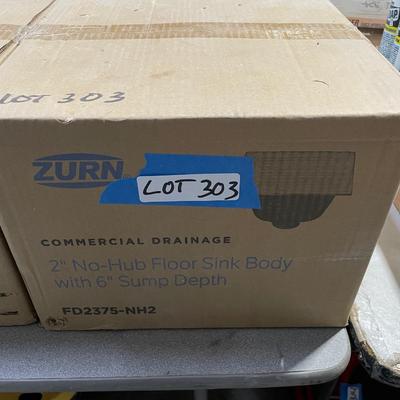 LOT 303
ZURN
LOT 303
COMMERCIAL DRAINAGE
2" No-Hub Floor Sink Body
with 6" Sump Depth
FD2375-NH2